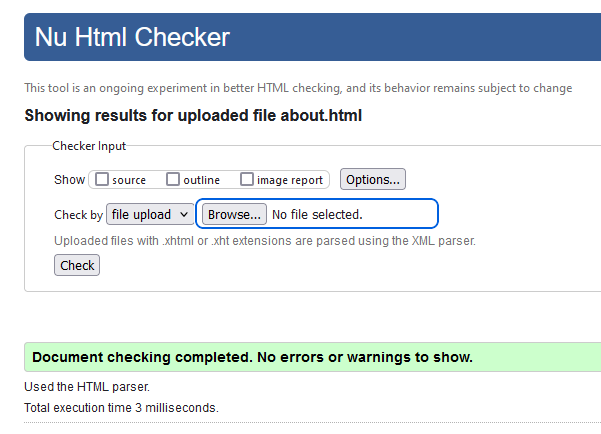 Nu Html Checker
This tool is an ongoing experiment in better HTML checking, and its behavior remains subject to change
Showing results for uploaded file about.html
Checker Input
Show source outline image report Options...
Check by file upload Browse... No file selected.
Uploaded files with .xhtml or .xht extensions are parsed using the XML parser.
Check
Document checking completed. No errors or warnings to show.
Used the HTML parser.
Total execution time 3 milliseconds.